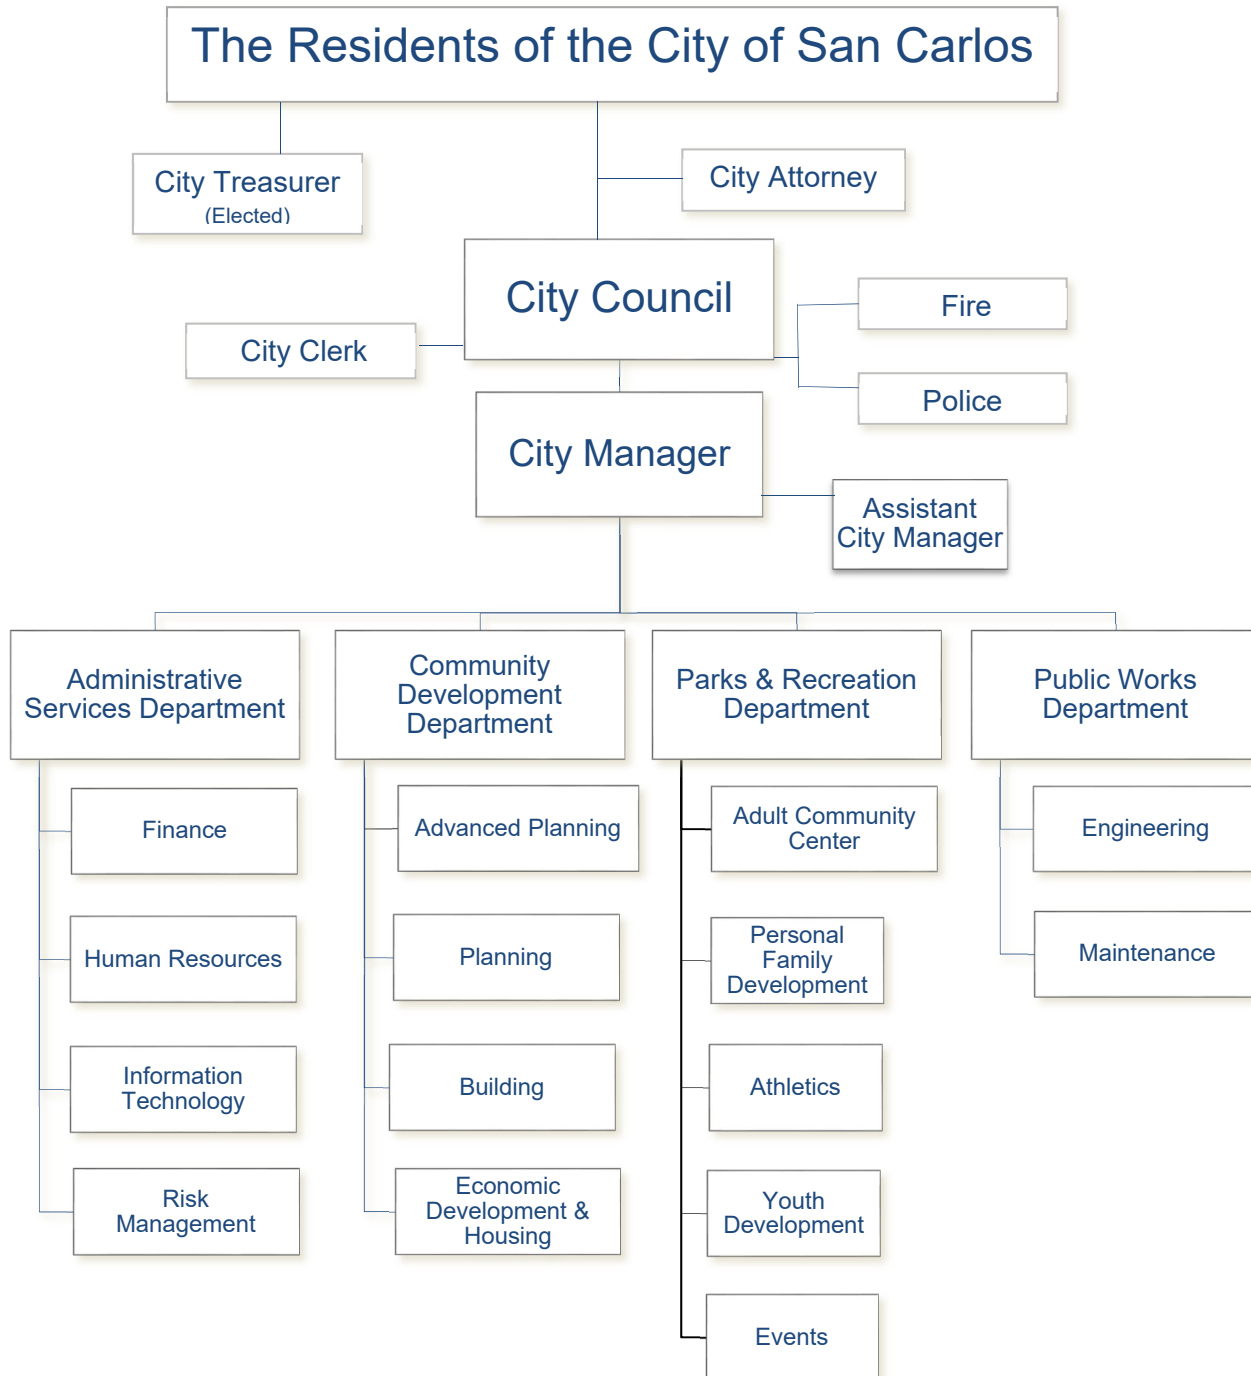 The Residents of the City of San Carlos
City Treasurer
(Elected)
City Attorney
City Council
Fire
City Clerk
Police
City Manager
Assistant
City Manager
Administrative
Services Department
Community
Development
Department
Parks & Recreation
Department
Public Works
Department
Finance
Advanced Planning
Adult Community
Center
Engineering
Human Resources
Planning
Personal
Family
Development
Maintenance
Information
Technology
Building
Athletics
Risk
Management
Economic
Development &
Housing
Youth
Development
Events